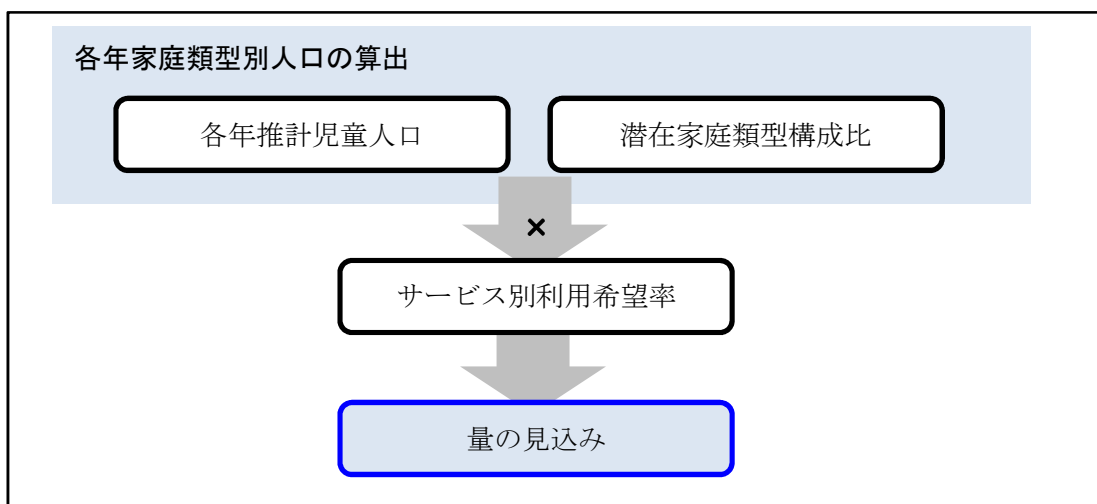 各年家庭類型別人口の算出
各年推計児童人口
潜在家庭類型構成比
×
サービス別利用希望率
量の見込み